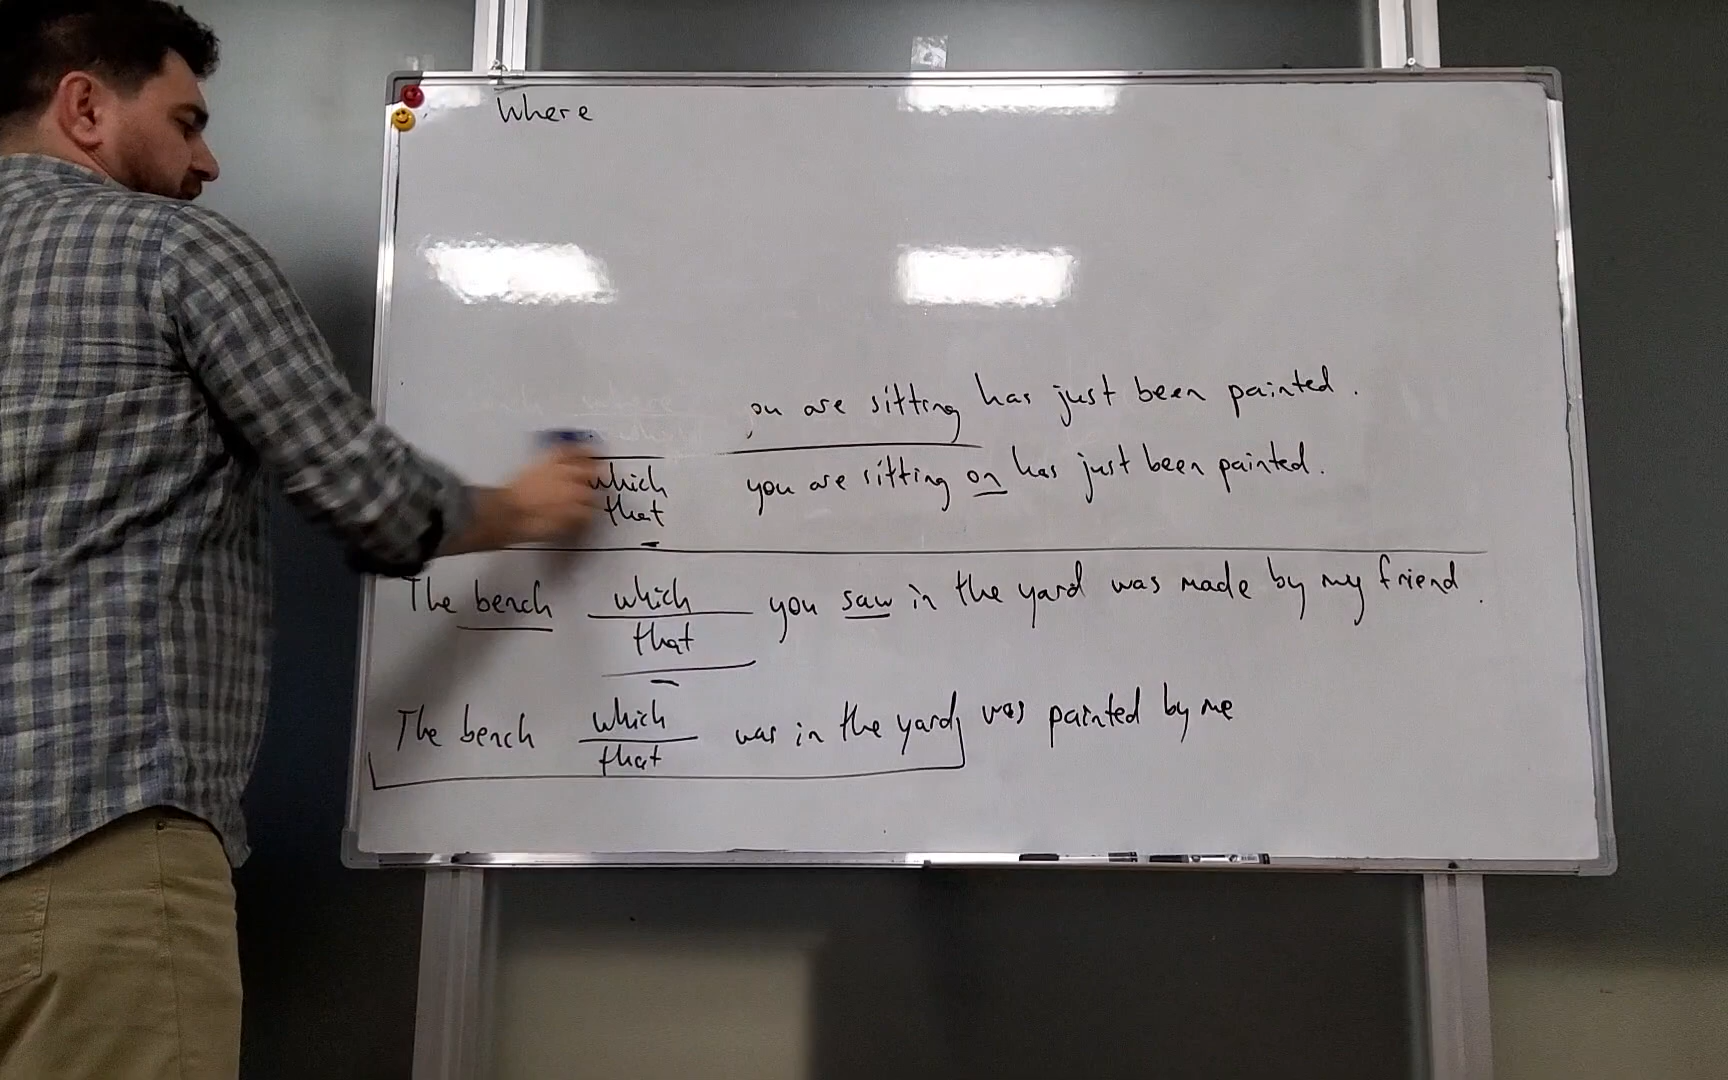 Where
ou are sitting has just been painted.
which you are sitting on has just been painted.
that
The bench which you saw in the yard was made by my friend.
that
The bench which was in the yard, was painted by me
that